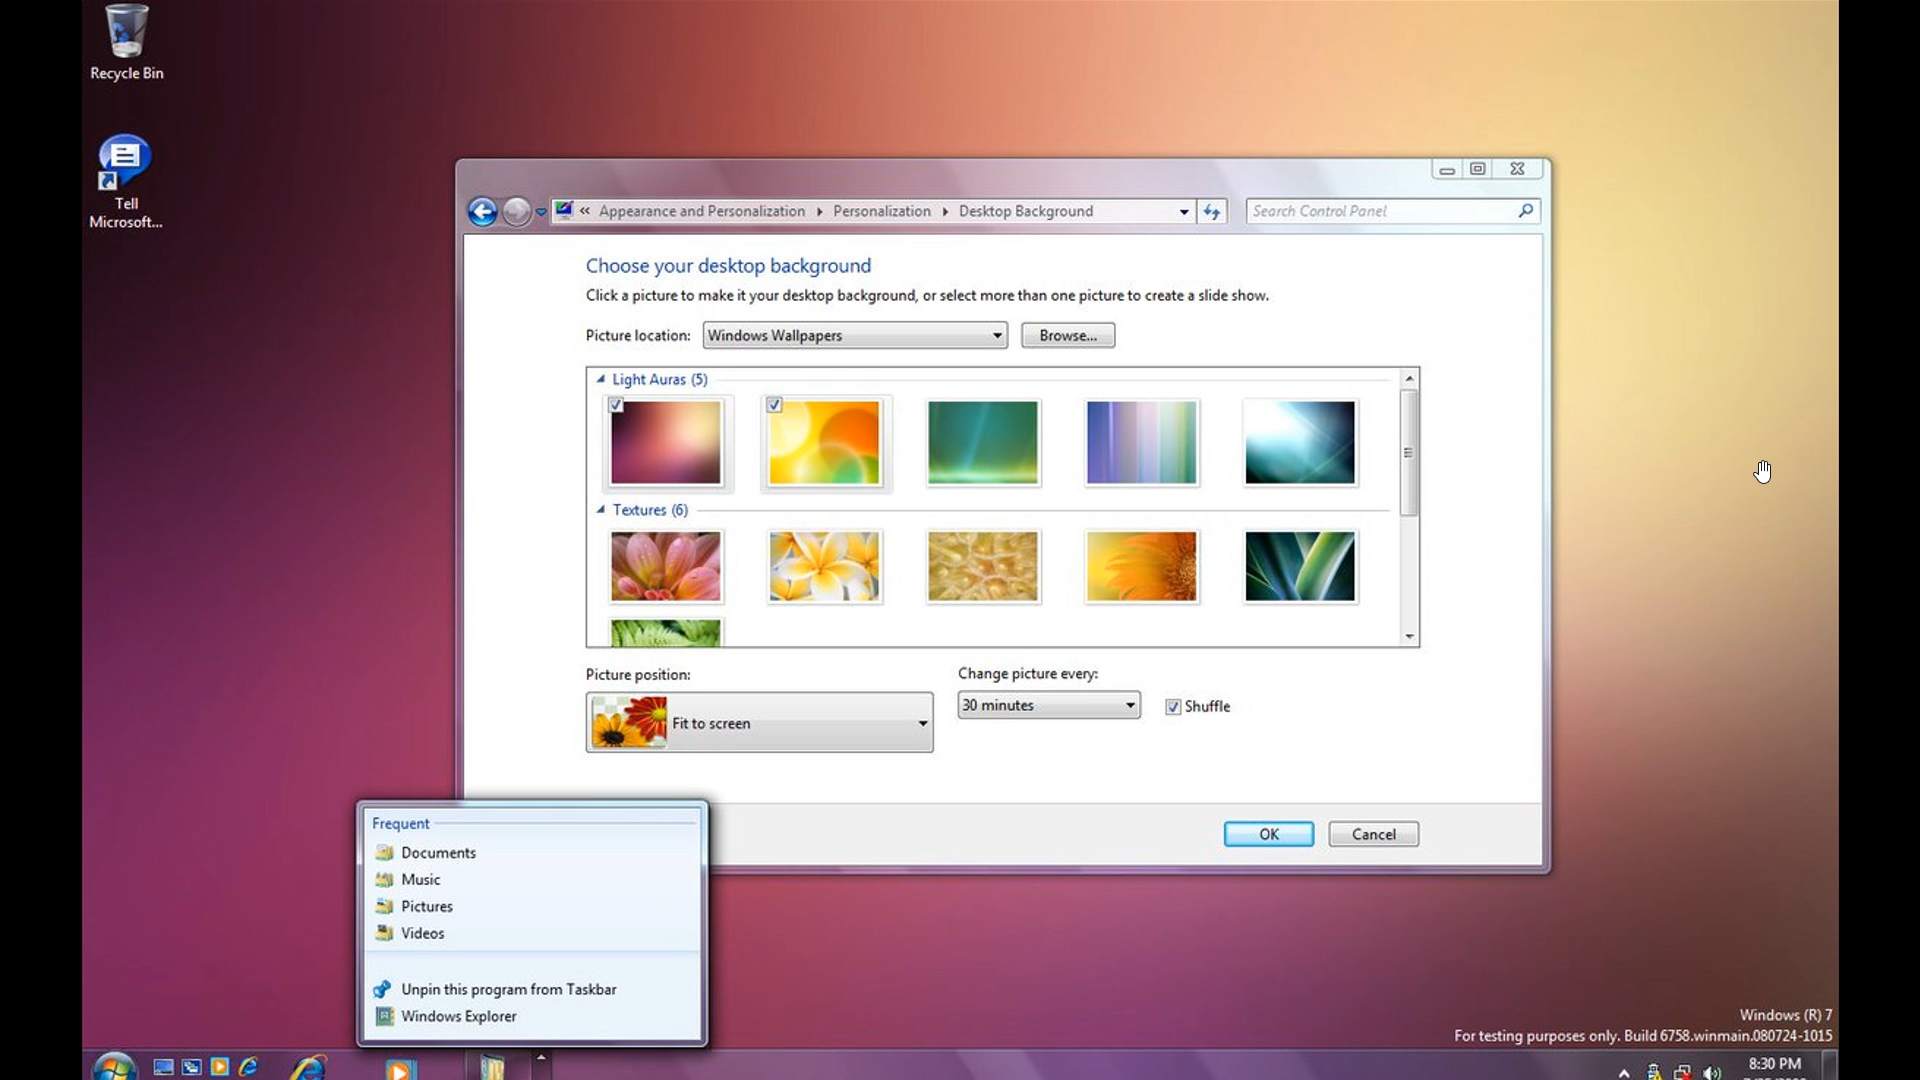 Recycle Bin
Tell
Microsoft...
« Appearance and Personalization ▸ Personalization ▸ Desktop Background
Search Control Panel
Choose your desktop background
Click a picture to make it your desktop background, or select more than one picture to create a slide show.
Picture location: Windows Wallpapers Browse...
Light Auras (5)
Textures (6)
Picture position:
Change picture every:
Fit to screen
30 minutes
Shuffle
OK Cancel
Frequent
Documents
Music
Pictures
Videos
Unpin this program from Taskbar
Windows Explorer
Windows (R) 7
For testing purposes only. Build 6758.winmain.080724-1015
8:30 PM